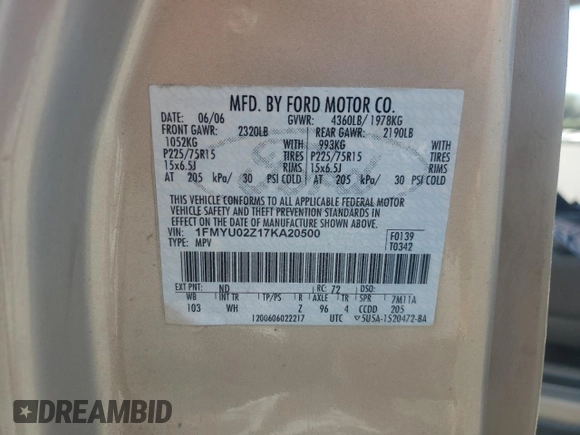 MFD. BY FORD MOTOR CO.
DATE: 06/06 GVWR: 4360LB/1978KG
FRONT GAWR: 2320LB REAR GAWR: 2190LB
1052KG WITH 993KG WITH
P225/75R15 TIRES P225/75R15 TIRES
15x6.5J RIMS 15x6.5J RIMS
AT 205 kPa/ 30 PSI COLD AT 205 kPa/ 30 PSI COLD
THIS VEHICLE CONFORMS TO ALL APPLICABLE FEDERAL MOTOR
VEHICLE SAFETY AND THEFT PREVENTION STANDARDS IN
EFFECT ON THE DATE OF MANUFACTURE SHOWN ABOVE.
VIN: 1FMYU02Z17KA20500 F0139
TYPE: MPV T0342
EXT PNT: ND RC: 72 DSO:
WB INT TR TP/PS R AXLE TR SPR 7M11A
103 WH Z 96 4 CCDD 205
1200606022217 UTC ▽5U5A-1520472-BA
DREAMBID